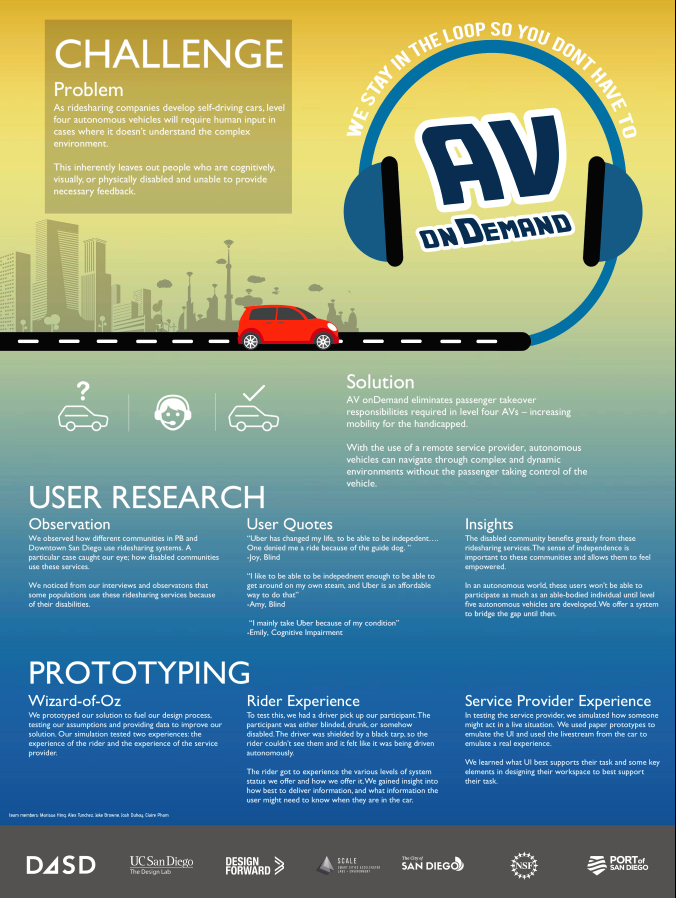 CHALLENGE
Problem
As ridesharing companies develop self-driving cars, level
four autonomous vehicles will require human input in
cases where it doesn't understand the complex
environment.
This inherently leaves out people who are cognitively,
visually, or physically disabled and unable to provide
necessary feedback.
WE STAY IN THE LOOP SO YOU DONT HAVE TO
AV
ONDEMAND
?
Solution
AV onDemand eliminates passenger takeover
responsibilities required in level four AVs – increasing
mobility for the handicapped.
With the use of a remote service provider, autonomous
vehicles can navigate through complex and dynamic
environments without the passenger taking control of the
vehicle.
USER RESEARCH
Observation
We observed how different communities in PB and
Downtown San Diego use ridesharing systems. A
particular case caught our eye; how disabled communities
use these services.
We noticed from our interviews and observatons that
some populations use these ridesharing services because
of their disabilities.
User Quotes
"Uber has changed my life, to be able to be indepedent….
One denied me a ride because of the guide dog. "
-Joy, Blind
"I like to be able to be indepednent enough to be able to
get around on my own steam, and Uber is an affordable
way to do that"
-Amy, Blind
"I mainly take Uber because of my condition"
-Emily, Cognitive Impairment
Insights
The disabled community benefits greatly from these
ridesharing services. The sense of independence is
important to these communities and allows them to feel
empowered.
In an autonomous world, these users won't be able to
participate as much as an able-bodied individual until level
five autonomous vehicles are developed. We offer a system
to bridge the gap until then.
PROTOTYPING
Wizard-of-Oz
We prototyped our solution to fuel our design process,
testing our assumptions and providing data to improve our
solution. Our simulation tested two experiences: the
experience of the rider and the experience of the service
provider.
Rider Experience
To test this, we had a driver pick up our participant. The
participant was either blinded, drunk, or somehow
disabled. The driver was shielded by a black tarp, so the
rider couldn't see them and it felt like it was being driven
autonomously.
The rider got to experience the various levels of system
status we offer and how we offer it. We gained insight into
how best to deliver information, and what information the
user might need to know when they are in the car.
Service Provider Experience
In testing the service provider, we simulated how someone
might act in a live situation. We used paper prototypes to
emulate the UI and used the livestream from the car to
emulate a real experience.
We learned what UI best supports their task and some key
elements in designing their workspace to best support
their task.
team members: Marissa Hing, Alex Tanchez, Jake Browne, Josh Duhay, Claire Pham
DASD
UC San Diego
The Design Lab
DESIGN
FORWARD
SCALE
The City of
SAN DIEGO
NSF
PORT of
SAN DIEGO